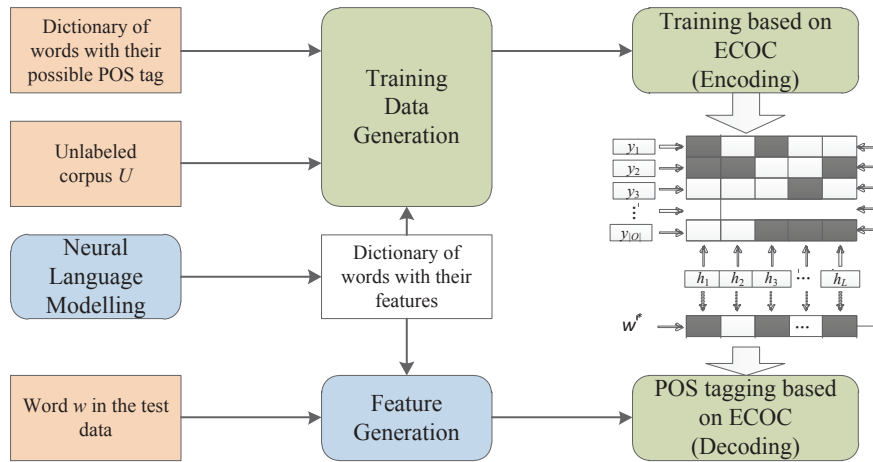 Dictionary of
words with their
possible POS tag
Training
Data
Generation
Training based on
ECOC
(Encoding)
Unlabeled
corpus U
y1
y2
y3
...
y|O|
Neural
Language
Modelling
Dictionary of
words with their
features
h1 h2 h3 ... hL
w'* ...
Word w in the test
data
Feature
Generation
POS tagging based
on ECOC
(Decoding)